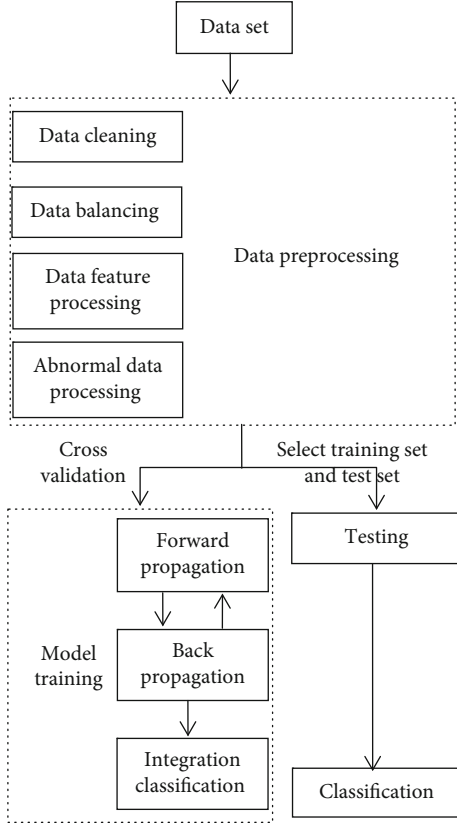 Data set
Data cleaning
Data balancing
Data feature
processing
Abnormal data
processing
Data preprocessing
Cross
validation
Select training set
and test set
Model
training
Forward
propagation
Back
propagation
Integration
classification
Testing
Classification